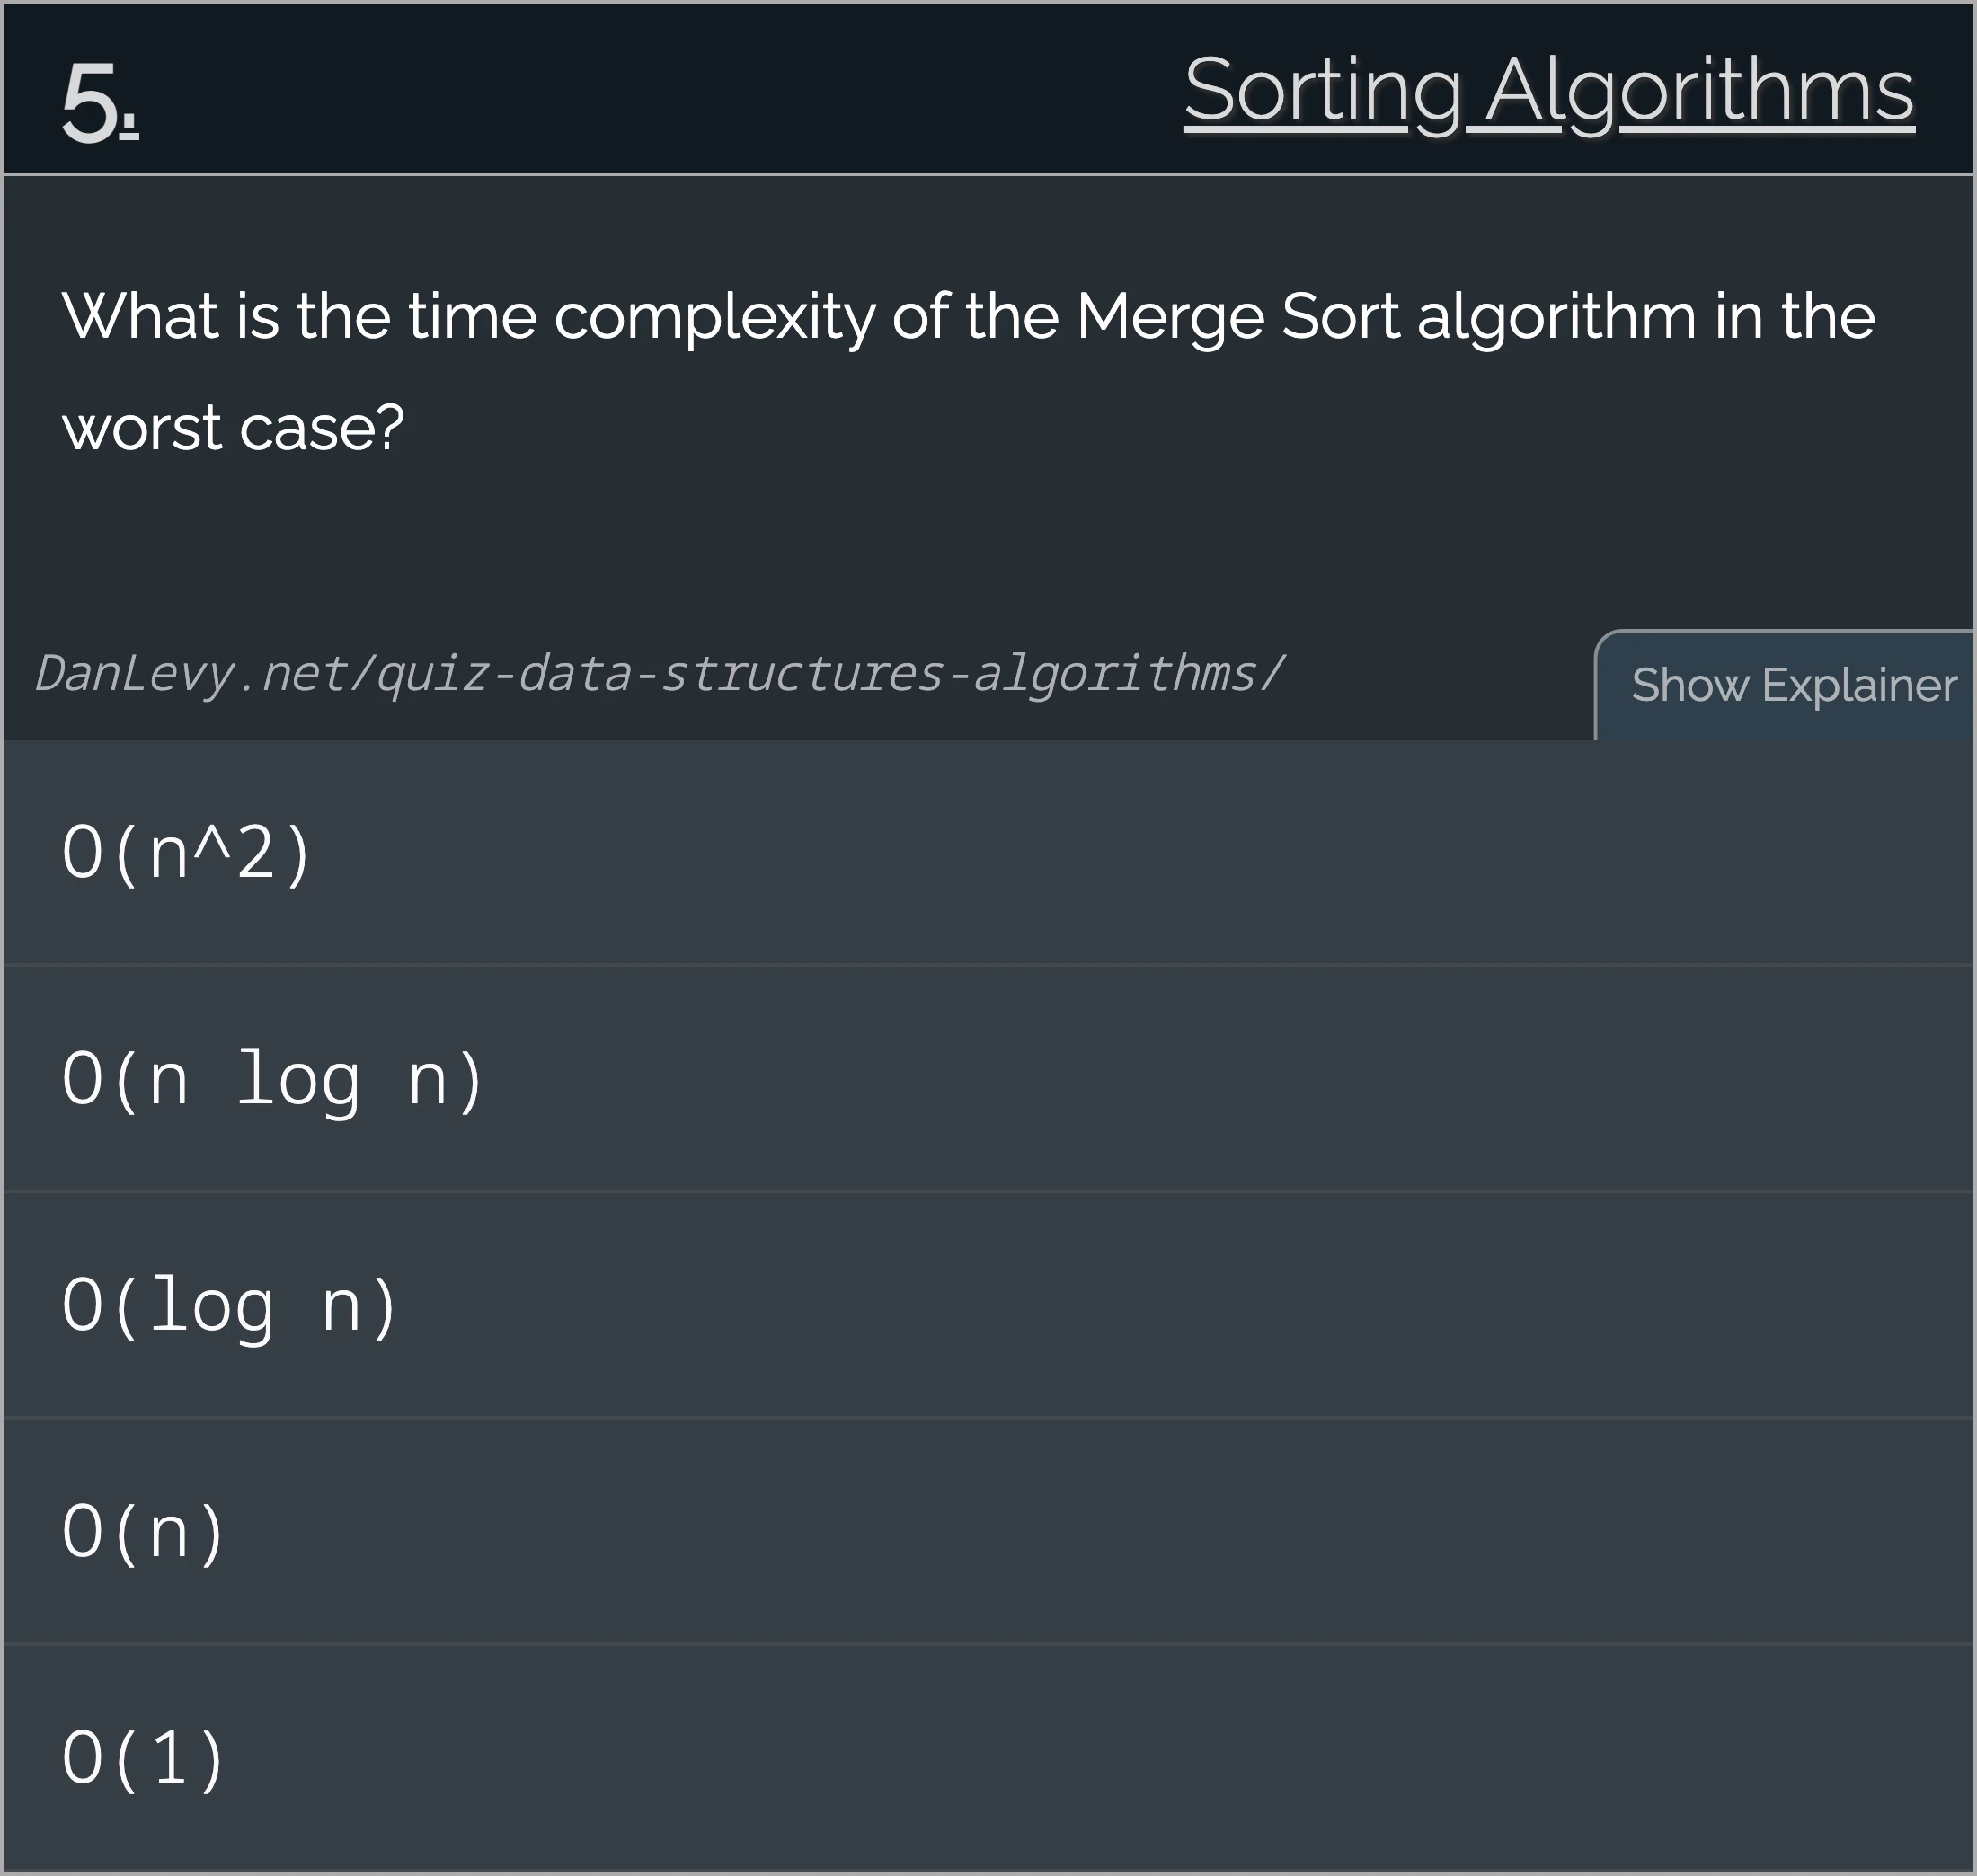 5.
Sorting Algorithms
What is the time complexity of the Merge Sort algorithm in the
worst case?
DanLevy.net/quiz-data-structures-algorithms/
Show Explainer
O(n^2)
O(n log n)
O(log n)
O(n)
O(1)